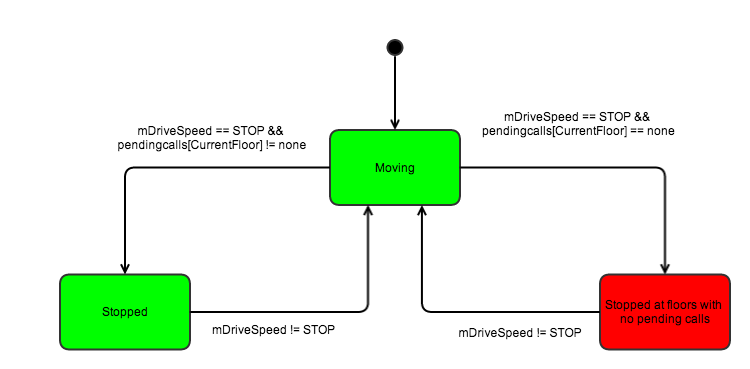 mDriveSpeed == STOP &&
pendingcalls[CurrentFloor] != none
mDriveSpeed == STOP &&
pendingcalls[CurrentFloor] == none
Moving
Stopped
mDriveSpeed != STOP
Stopped at floors with
no pending calls
mDriveSpeed != STOP